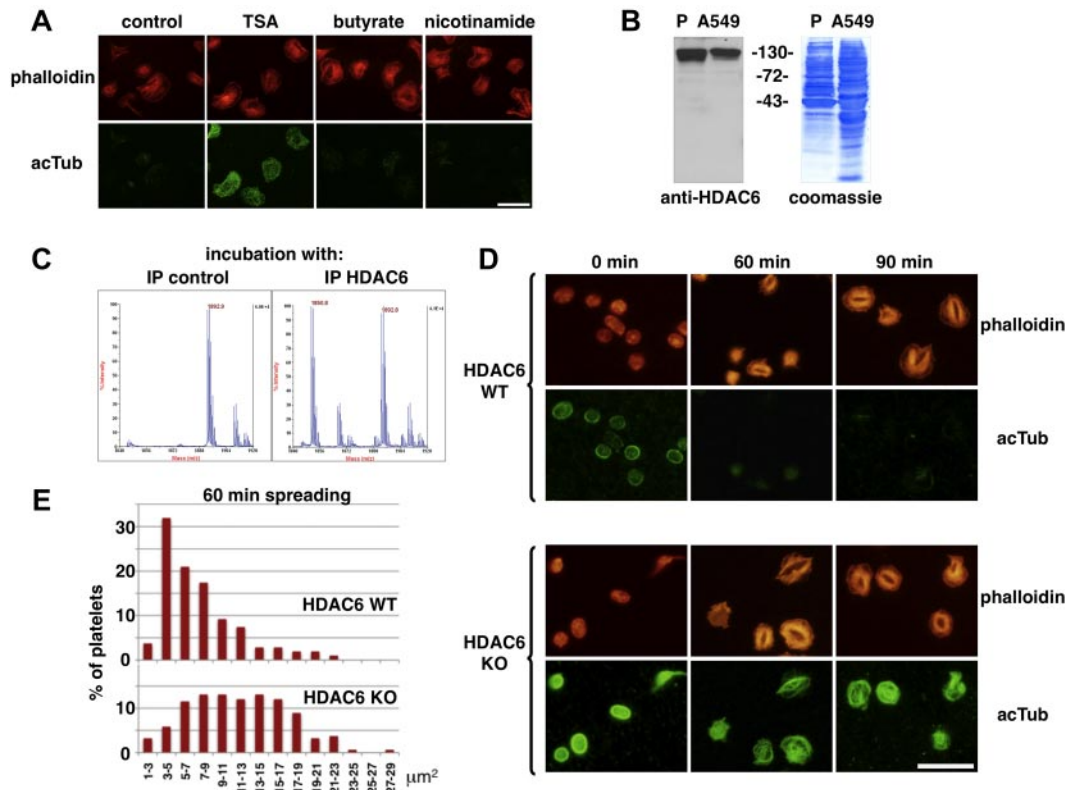 A
control TSA butyrate nicotinamide
phalloidin
acTub
B
P A549
P A549
-130-
-72-
-43-
anti-HDAC6 coomassie
C
incubation with:
IP control IP HDAC6
% Intensity
Mass (m/z)
% Intensity
Mass (m/z)
D
0 min 60 min 90 min
HDAC6
WT
phalloidin
acTub
HDAC6
KO
phalloidin
acTub
E
60 min spreading
% of platelets
30
20
10
0
HDAC6 WT
10
0
HDAC6 KO
1-3 3-5 5-7 7-9 9-11 11-13 13-15 15-17 17-19 19-21 21-23 23-25 25-27 27-29 μm²